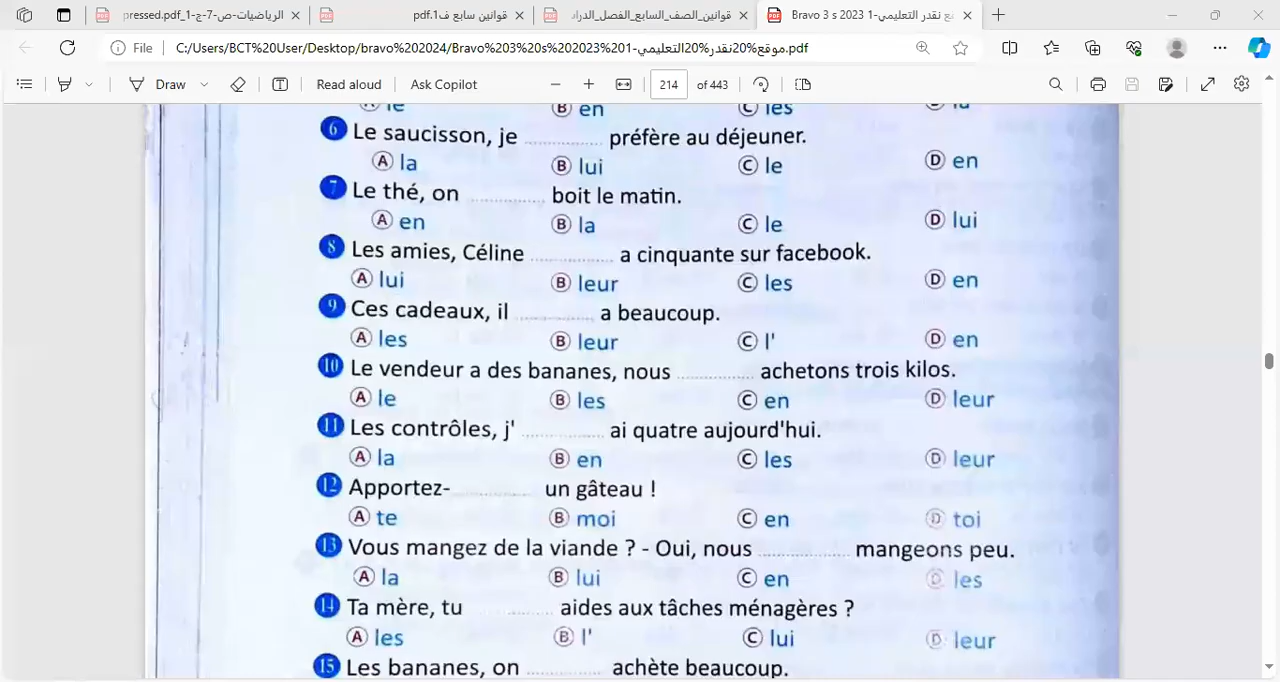 pressed.pdf_1-الرياضيات-ص-7-ج
قوانين سابع ف1.pdf
قوانين_الصف_السابع_الفصل_الدرا
Bravo 3 s 2023 1-ع نقدر التعليمي
File C:/Users/BCT%20User/Desktop/bravo%202024/Bravo%203%20s%202023%201-موقع%20نقدر%20التعليمي.pdf
Draw Read aloud Ask Copilot 214 of 443
A le B en C les D la
6 Le saucisson, je ............ préfère au déjeuner.
A la B lui C le D en
7 Le thé, on ............ boit le matin.
A en B la C le D lui
8 Les amies, Céline ............ a cinquante sur facebook.
A lui B leur C les D en
9 Ces cadeaux, il ............ a beaucoup.
A les B leur C l' D en
10 Le vendeur a des bananes, nous ............ achetons trois kilos.
A le B les C en D leur
11 Les contrôles, j' ............ ai quatre aujourd'hui.
A la B en C les D leur
12 Apportez- ............ un gâteau !
A te B moi C en D toi
13 Vous mangez de la viande ? - Oui, nous ............ mangeons peu.
A la B lui C en D les
14 Ta mère, tu ............ aides aux tâches ménagères ?
A les B l' C lui D leur
15 Les bananes, on ............ achète beaucoup.